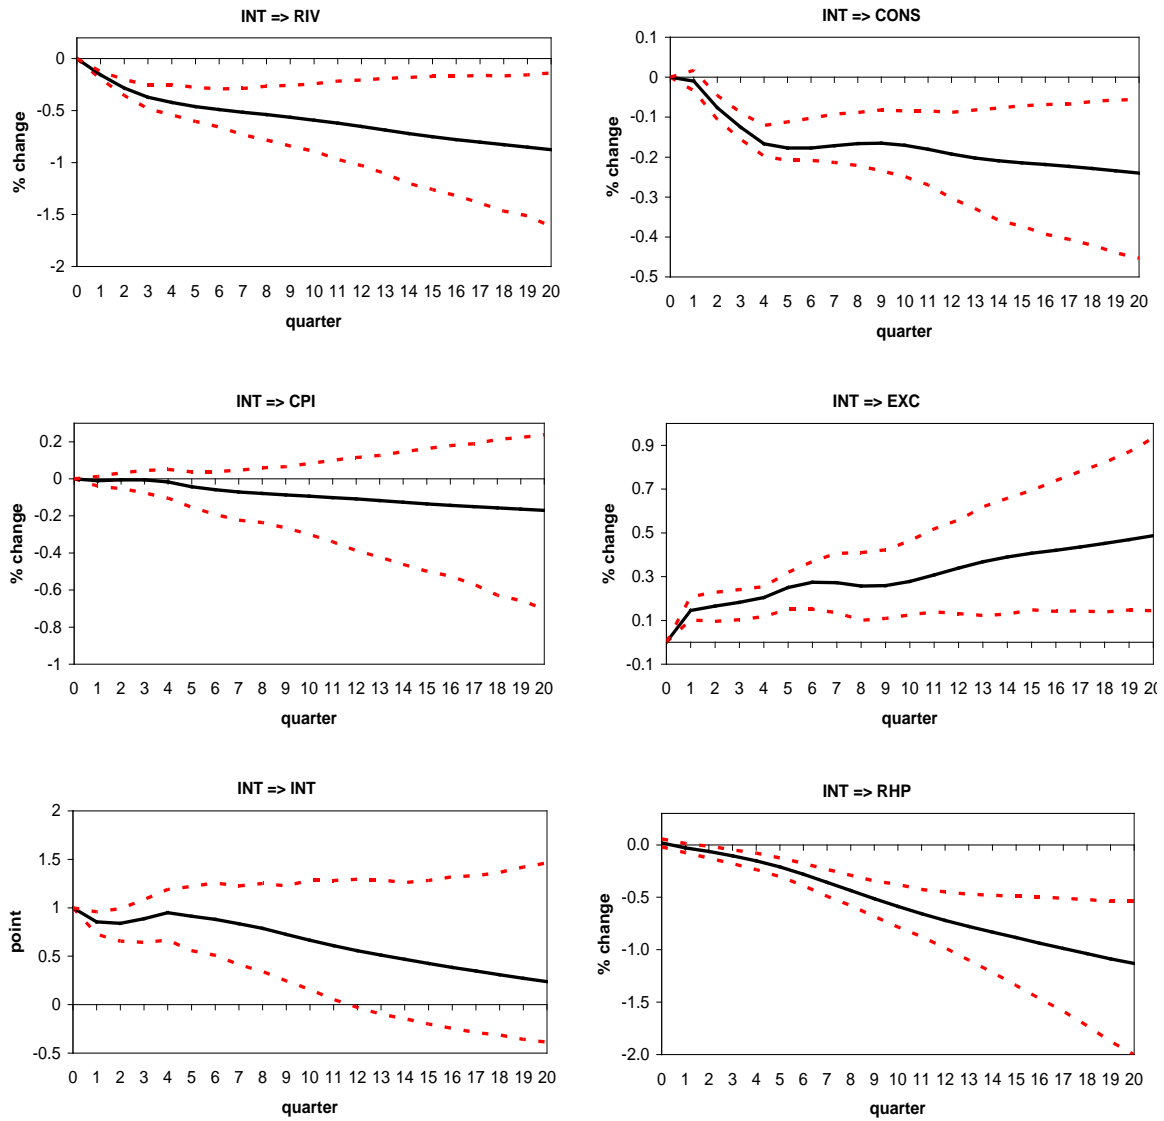 INT => RIV
% change
0
-0.5
-1
-1.5
-2
0 1 2 3 4 5 6 7 8 9 10 11 12 13 14 15 16 17 18 19 20
quarter
INT => CONS
% change
0.1
0
-0.1
-0.2
-0.3
-0.4
-0.5
0 1 2 3 4 5 6 7 8 9 10 11 12 13 14 15 16 17 18 19 20
quarter
INT => CPI
% change
0.2
0
-0.2
-0.4
-0.6
-0.8
-1
0 1 2 3 4 5 6 7 8 9 10 11 12 13 14 15 16 17 18 19 20
quarter
INT => EXC
% change
0.9
0.7
0.5
0.3
0.1
-0.1
0 1 2 3 4 5 6 7 8 9 10 11 12 13 14 15 16 17 18 19 20
quarter
INT => INT
point
2
1.5
1
0.5
0
-0.5
0 1 2 3 4 5 6 7 8 9 10 11 12 13 14 15 16 17 18 19 20
quarter
INT => RHP
% change
0.0
-0.5
-1.0
-1.5
-2.0
0 1 2 3 4 5 6 7 8 9 10 11 12 13 14 15 16 17 18 19 20
quarter